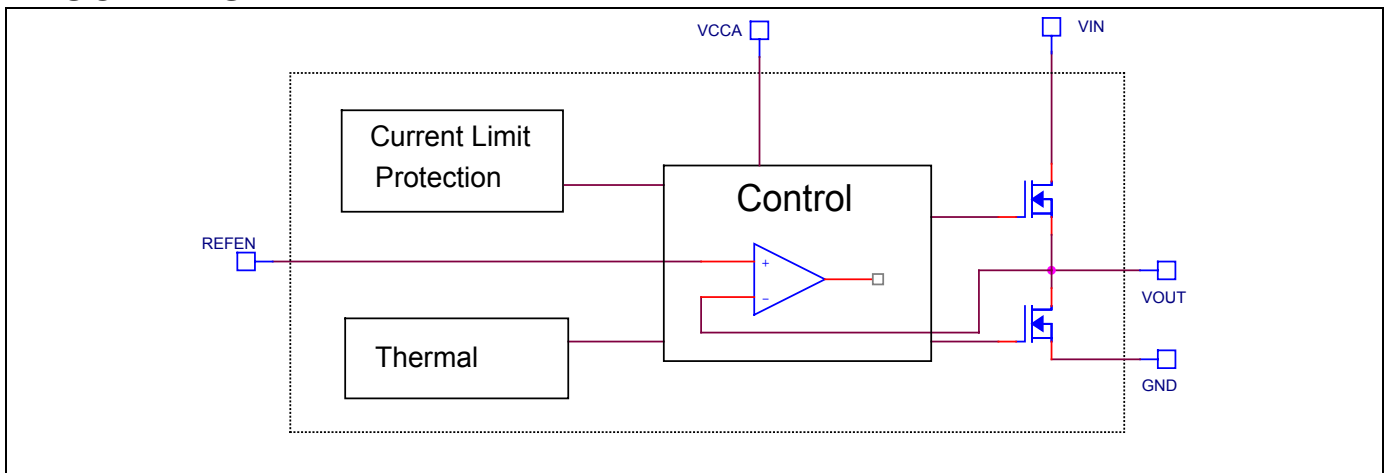 VCCA
VIN
Current Limit
Protection
Control
REFEN
+
−
VOUT
Thermal
GND